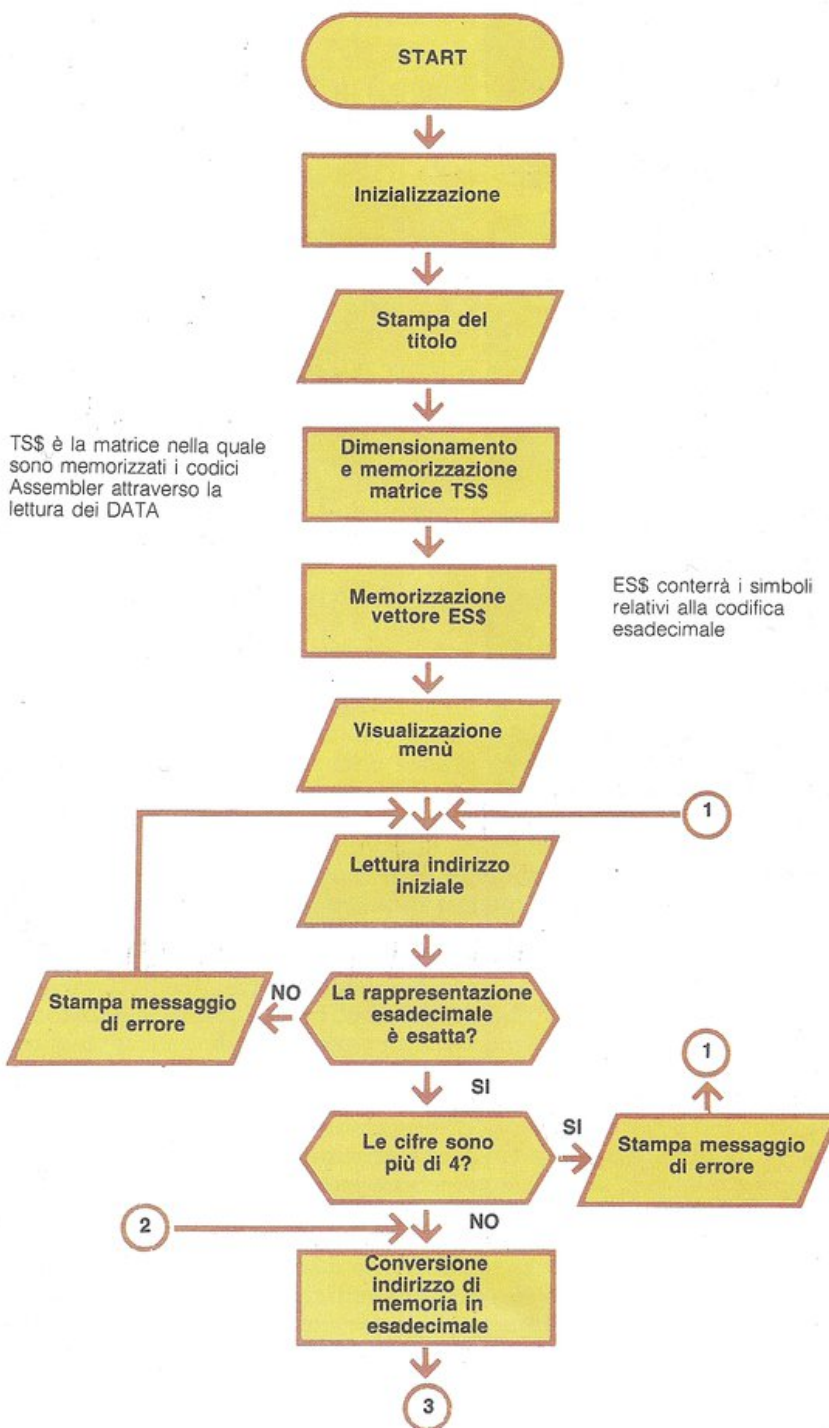 START
Inizializzazione
Stampa del
titolo
TS$ è la matrice nella quale
sono memorizzati i codici
Assembler attraverso la
lettura dei DATA
Dimensionamento
e memorizzazione
matrice TS$
Memorizzazione
vettore ES$
ES$ conterrà i simboli
relativi alla codifica
esadecimale
Visualizzazione
menù
1
Lettura indirizzo
iniziale
Stampa messaggio
di errore
NO
La rappresentazione
esadecimale
è esatta?
1
SI
Le cifre sono
più di 4?
SI
Stampa messaggio
di errore
2
NO
Conversione
indirizzo di
memoria in
esadecimale
3